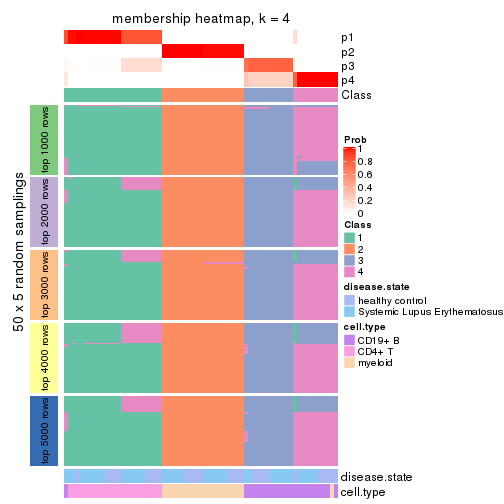 membership heatmap, k = 4
p1
p2
p3
p4
Class
50 x 5 random samplings
top 1000 rows
top 2000 rows
top 3000 rows
top 4000 rows
top 5000 rows
disease.state
cell.type
Prob
1
0.8
0.6
0.4
0.2
0
Class
1
2
3
4
disease.state
healthy control
Systemic Lupus Erythematosus
cell.type
CD19+ B
CD4+ T
myeloid